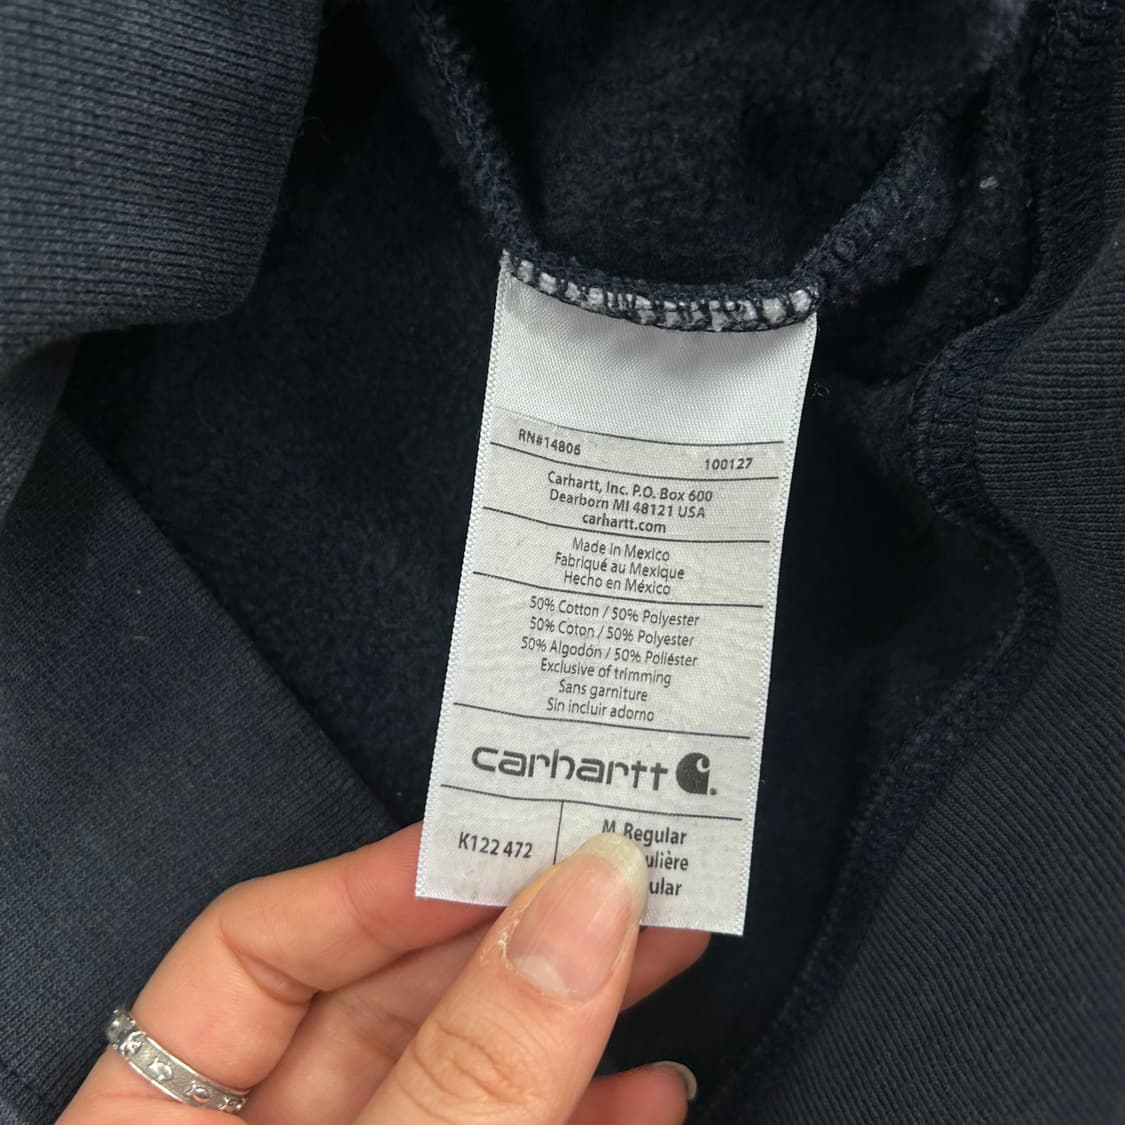 RN#14806 100127
Carhartt, Inc. P.O. Box 600
Dearborn MI 48121 USA
carhartt.com
Made in Mexico
Fabriqué au Mexique
Hecho en México
50% Cotton / 50% Polyester
50% Coton / 50% Polyester
50% Algodón / 50% Poliéster
Exclusive of trimming
Sans garniture
Sin incluir adorno
carhartt
K122 472
M Regular